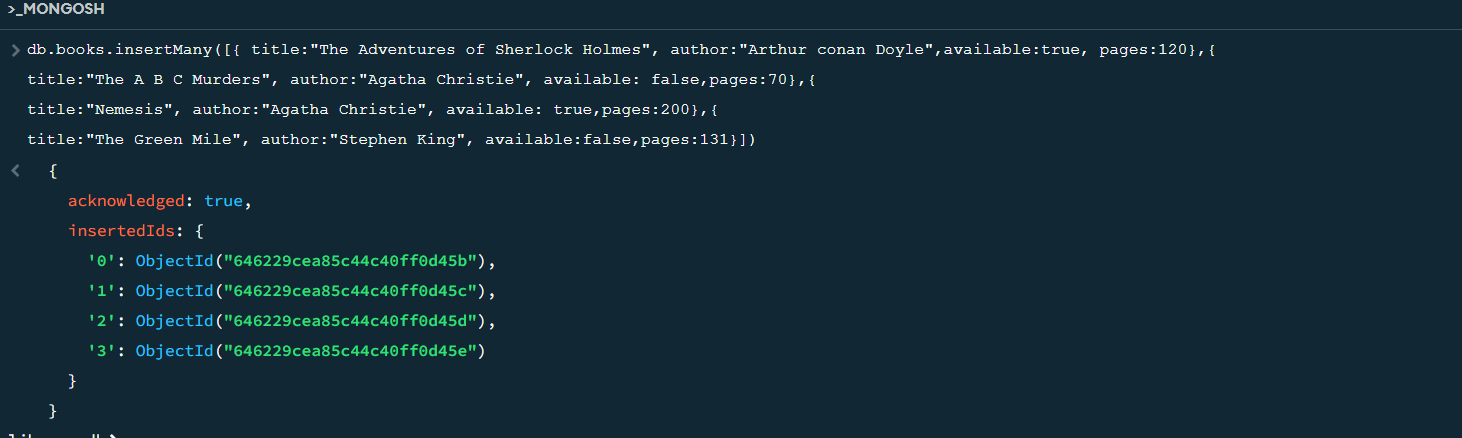 >_MONGOSH
> db.books.insertMany([{ title:"The Adventures of Sherlock Holmes", author:"Arthur conan Doyle",available:true, pages:120},{
title:"The A B C Murders", author:"Agatha Christie", available: false,pages:70},{
title:"Nemesis", author:"Agatha Christie", available: true,pages:200},{
title:"The Green Mile", author:"Stephen King", available:false,pages:131}])
< {
acknowledged: true,
insertedIds: {
'0': ObjectId("646229cea85c44c40ff0d45b"),
'1': ObjectId("646229cea85c44c40ff0d45c"),
'2': ObjectId("646229cea85c44c40ff0d45d"),
'3': ObjectId("646229cea85c44c40ff0d45e")
}
}